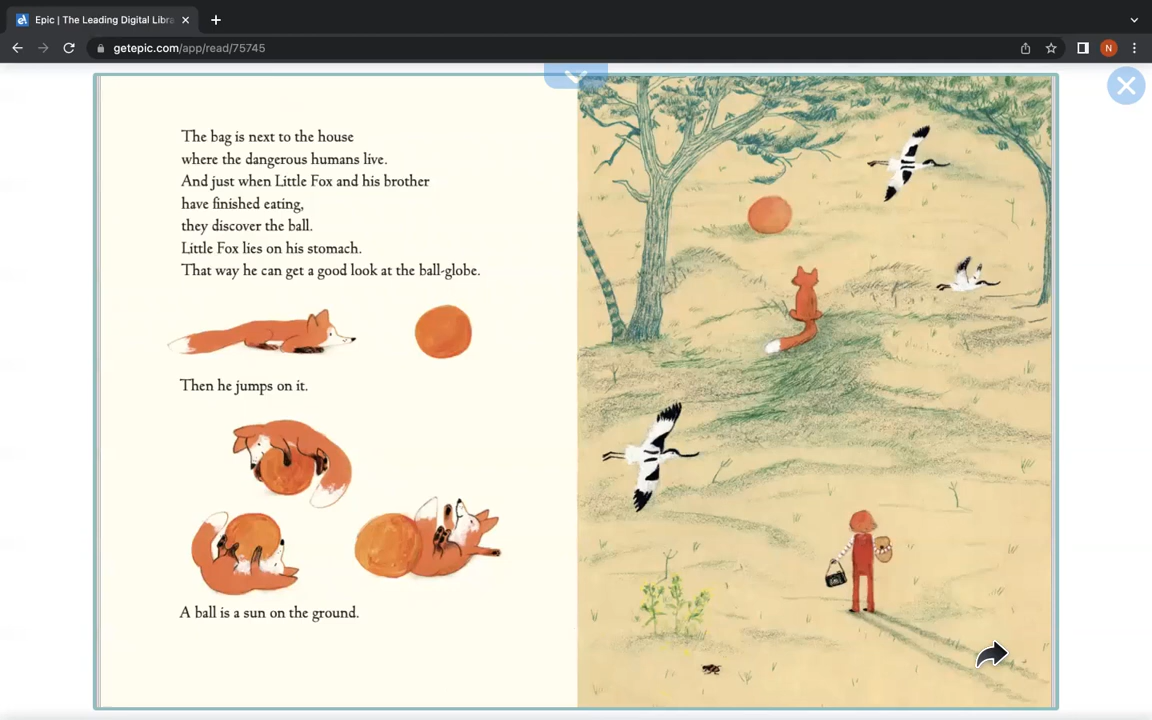 Epic | The Leading Digital Libra
getepic.com/app/read/75745
N
The bag is next to the house
where the dangerous humans live.
And just when Little Fox and his brother
have finished eating,
they discover the ball.
Little Fox lies on his stomach.
That way he can get a good look at the ball-globe.
Then he jumps on it.
A ball is a sun on the ground.